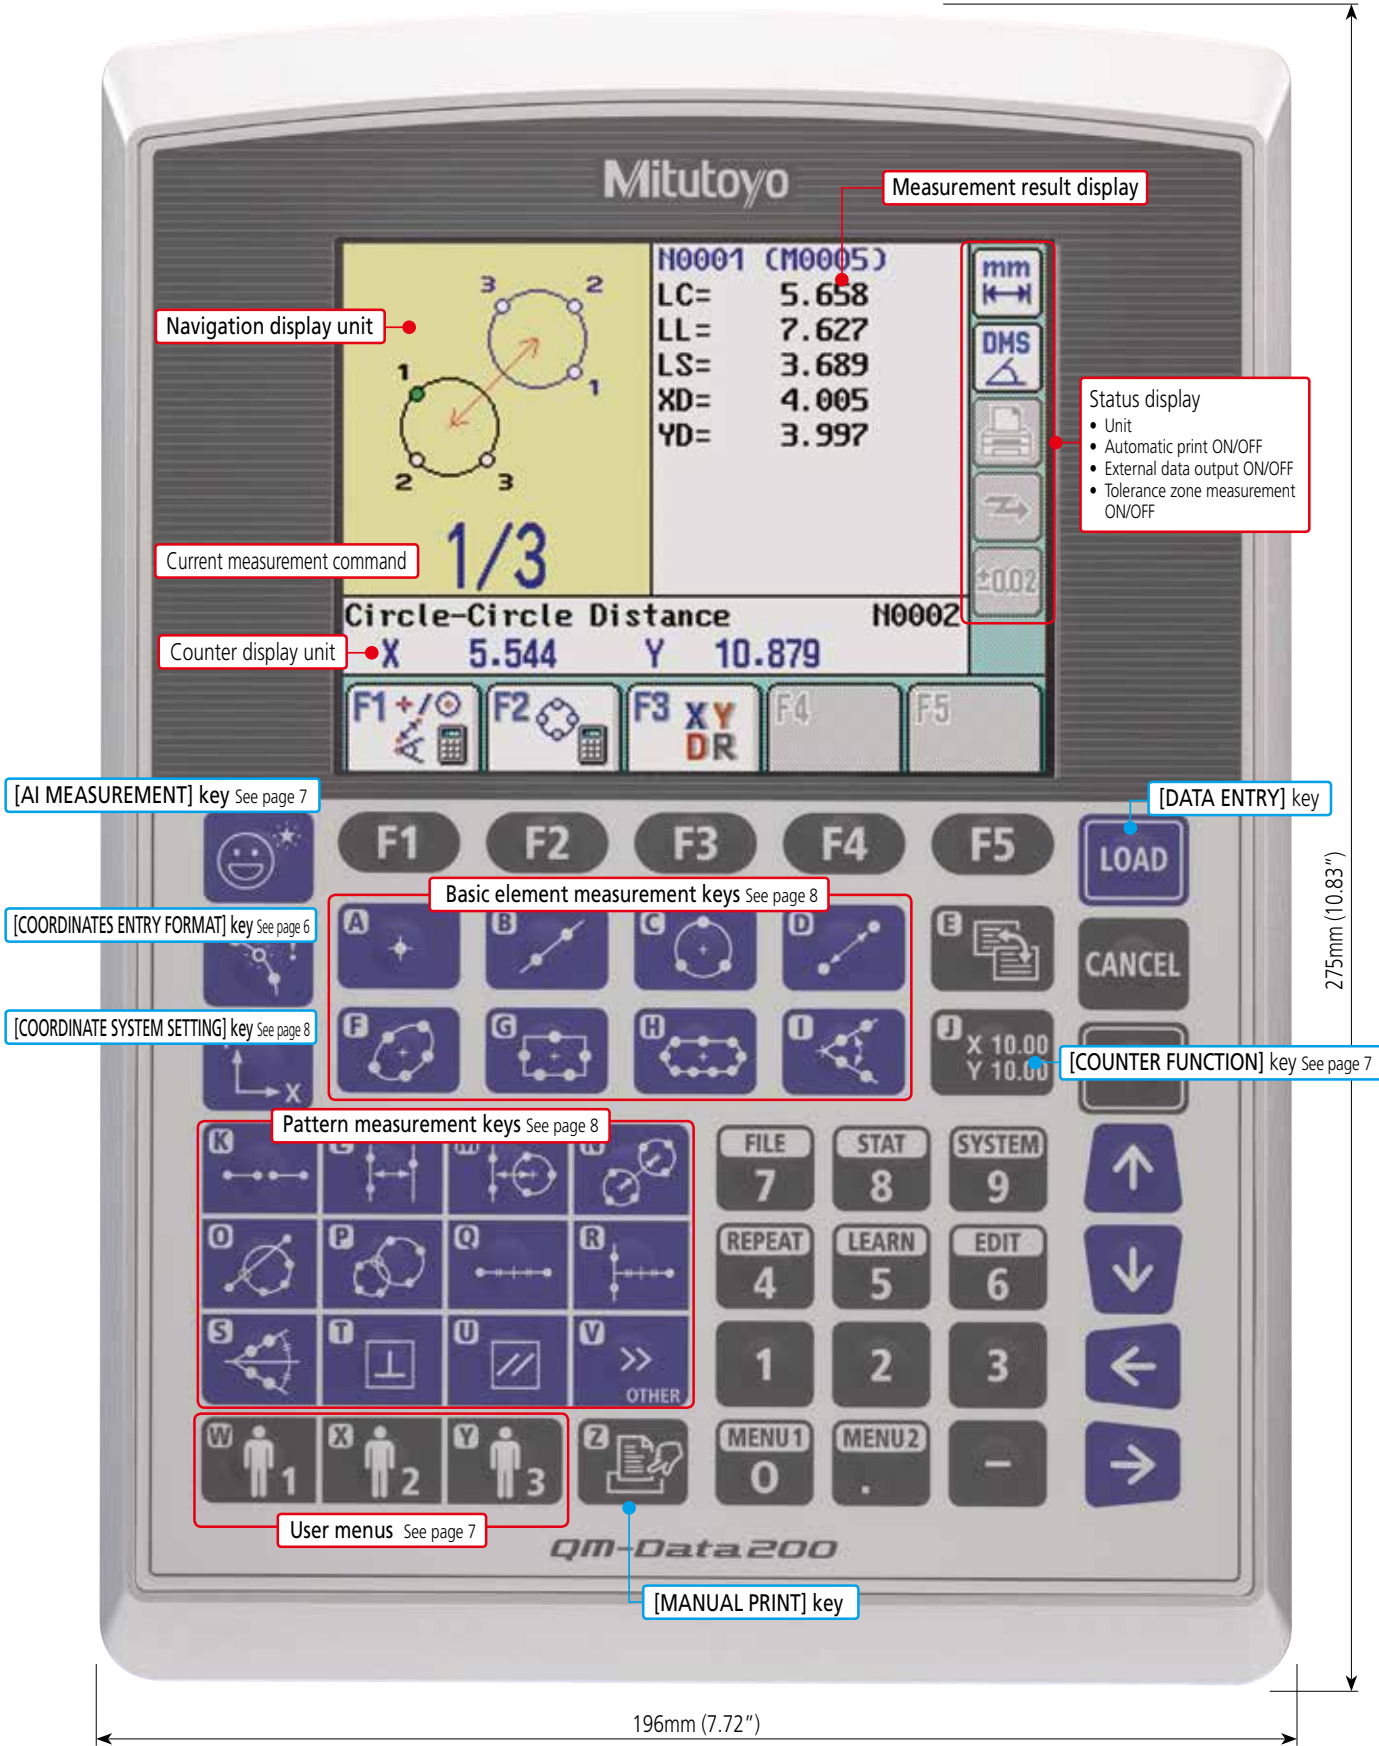 Mitutoyo
Measurement result display
N0001 (M0005)
LC= 5.658
LL= 7.627
LS= 3.689
XD= 4.005
YD= 3.997
mm
DMS
±0.02
3 2
1
1
2 3
1/3
Navigation display unit
Status display
• Unit
• Automatic print ON/OFF
• External data output ON/OFF
• Tolerance zone measurement
ON/OFF
Current measurement command
Circle-Circle Distance N0002
Counter display unit
X 5.544 Y 10.879
F1 F2 F3 XY F4 F5
DR
[AI MEASUREMENT] key See page 7
[DATA ENTRY] key
F1 F2 F3 F4 F5 LOAD
Basic element measurement keys See page 8
[COORDINATES ENTRY FORMAT] key See page 6
A B C D E CANCEL
[COORDINATE SYSTEM SETTING] key See page 8
X
F G H I J
X 10.00
Y 10.00
[COUNTER FUNCTION] key See page 7
Pattern measurement keys See page 8
K L M N
FILE STAT SYSTEM
7 8 9
O P Q R
REPEAT LEARN EDIT
4 5 6
S T U V
OTHER
1 2 3
W 1 X 2 Y 3 Z
MENU1 MENU2
0 . −
User menus See page 7
QM-Data200
[MANUAL PRINT] key
275mm (10.83″)
196mm (7.72″)